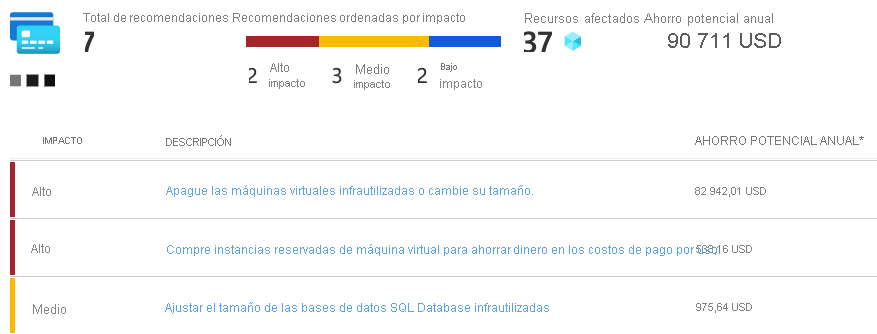 Total de recomendaciones Recomendaciones ordenadas por impacto Recursos afectados Ahorro potencial anual
7 37 90 711 USD
2 Alto impacto 3 Medio impacto 2 Bajo impacto
IMPACTO DESCRIPCIÓN AHORRO POTENCIAL ANUAL*
Alto Apague las máquinas virtuales infrautilizadas o cambie su tamaño. 82 942,01 USD
Alto Compre instancias reservadas de máquina virtual para ahorrar dinero en los costos de pago por USD
Medio Ajustar el tamaño de las bases de datos SQL Database infrautilizadas 975,64 USD